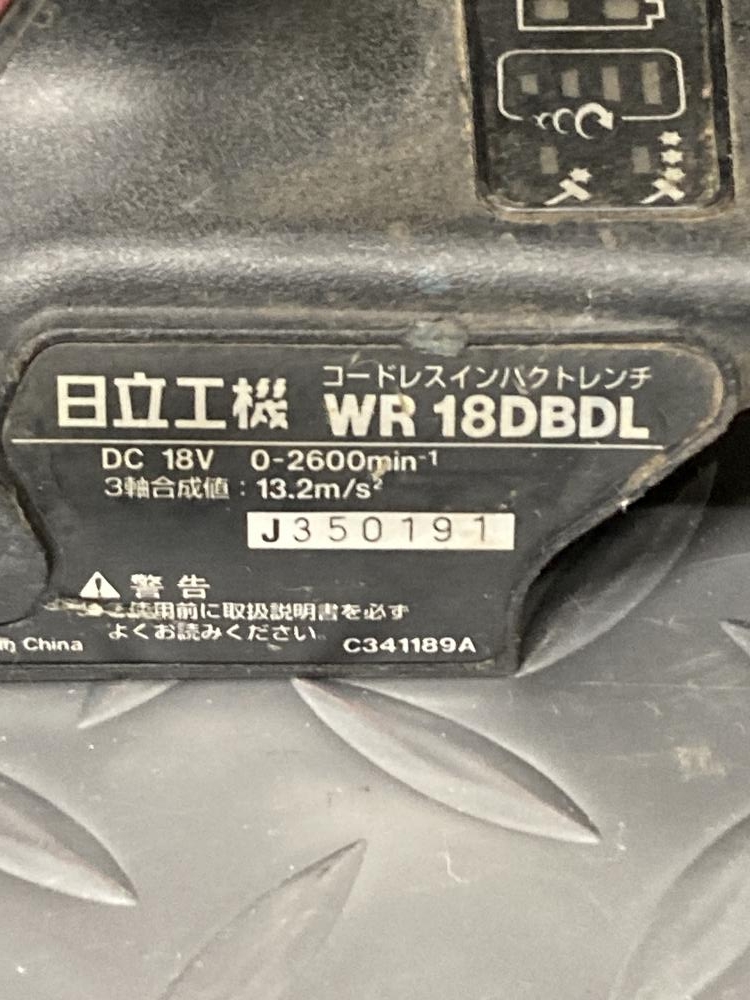 コードレスインパクトレンチ
日立工機 WR 18DBDL
DC 18V 0-2600min⁻¹
3軸合成値：13.2m/s²
J350191
⚠警告
使用前に取扱説明書を必ず
よくお読みください
China C341189A